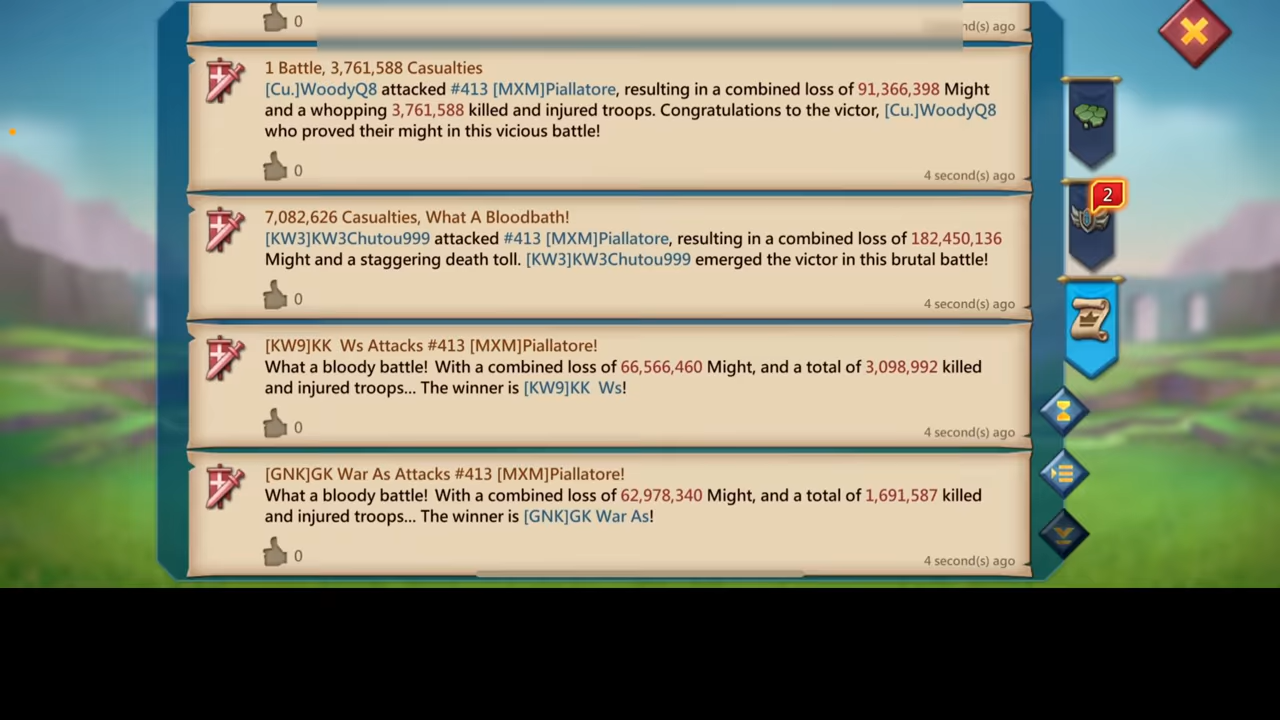 0
nd(s) ago
1 Battle, 3,761,588 Casualties
[Cu.]WoodyQ8 attacked #413 [MXM]Piallatore, resulting in a combined loss of 91,366,398 Might
and a whopping 3,761,588 killed and injured troops. Congratulations to the victor, [Cu.]WoodyQ8
who proved their might in this vicious battle!
0
4 second(s) ago
2
7,082,626 Casualties, What A Bloodbath!
[KW3]KW3Chutou999 attacked #413 [MXM]Piallatore, resulting in a combined loss of 182,450,136
Might and a staggering death toll. [KW3]KW3Chutou999 emerged the victor in this brutal battle!
0
4 second(s) ago
[KW9]KK  Ws Attacks #413 [MXM]Piallatore!
What a bloody battle! With a combined loss of 66,566,460 Might, and a total of 3,098,992 killed
and injured troops... The winner is [KW9]KK  Ws!
0
4 second(s) ago
[GNK]GK War As Attacks #413 [MXM]Piallatore!
What a bloody battle! With a combined loss of 62,978,340 Might, and a total of 1,691,587 killed
and injured troops... The winner is [GNK]GK War As!
0
4 second(s) ago